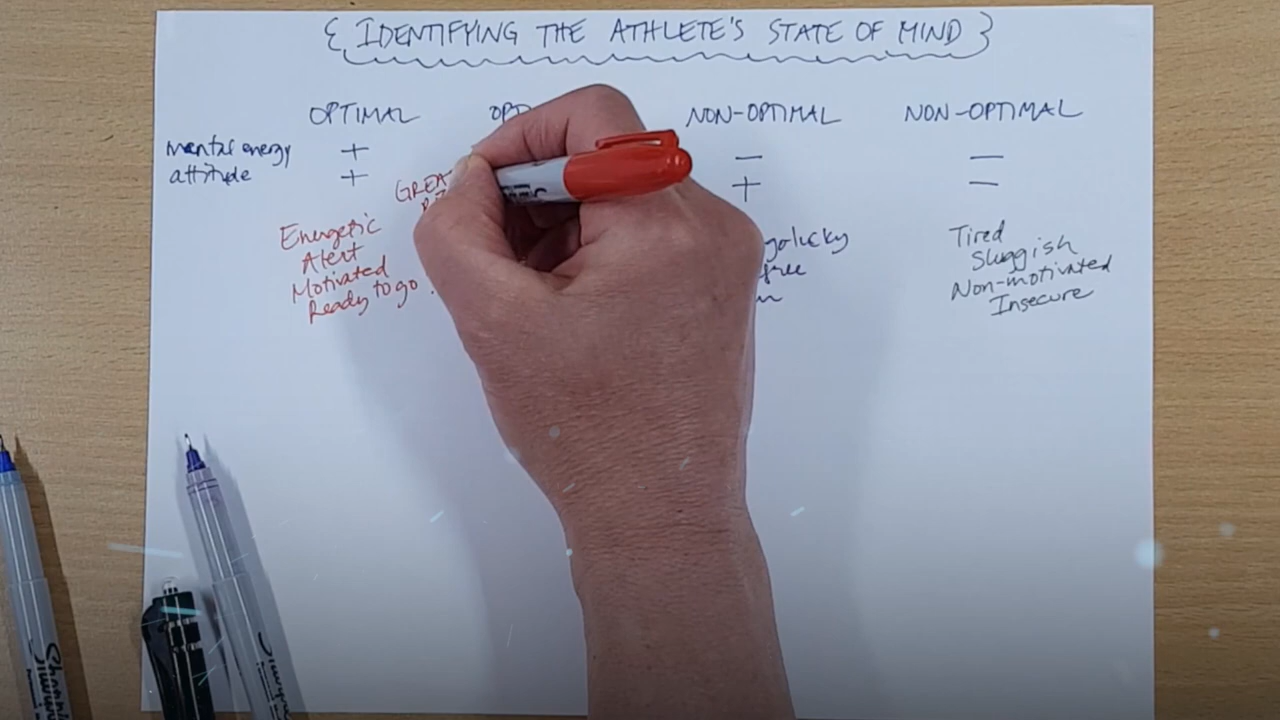 { IDENTIFYING THE ATHLETE'S STATE OF MIND }
OPTIMAL NON-OPTIMAL NON-OPTIMAL
mental energy + — —
attitude + + —
Energetic
Alert
Motivated
Ready to go
Tired
Sluggish
Non-motivated
Insecure
Sharpie